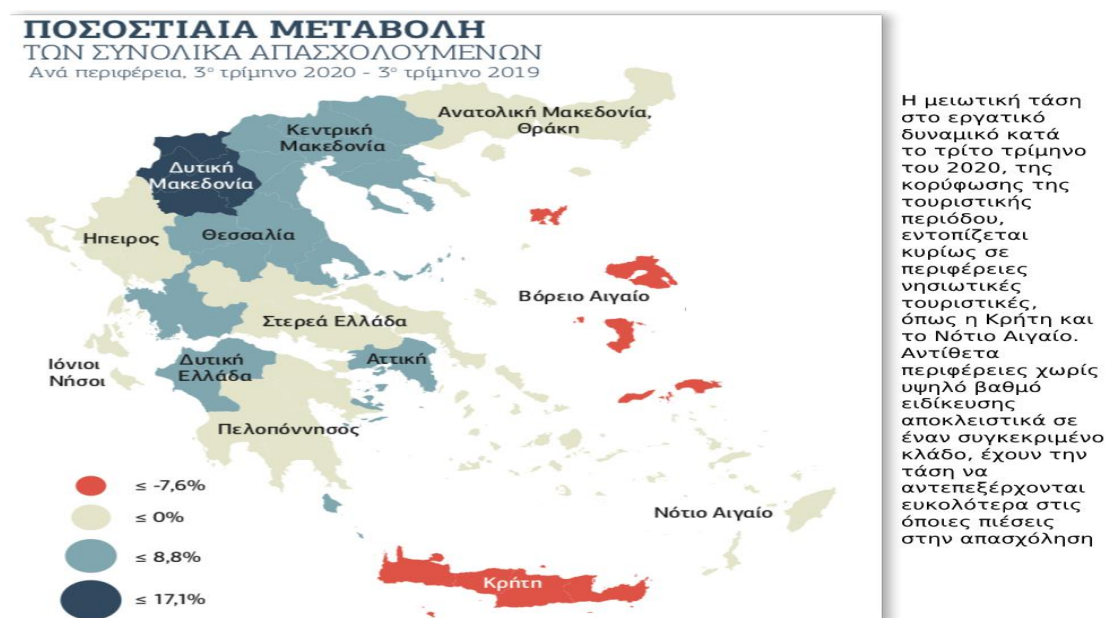 ΠΟΣΟΣΤΙΑΙΑ ΜΕΤΑΒΟΛΗ
ΤΩΝ ΣΥΝΟΛΙΚΑ ΑΠΑΣΧΟΛΟΥΜΕΝΩΝ
Ανά περιφέρεια, 3ο τρίμηνο 2020 - 3ο τρίμηνο 2019
Ανατολική Μακεδονία,
Θράκη
Κεντρική
Μακεδονία
Δυτική
Μακεδονία
Ηπειρος
Θεσσαλία
Βόρειο Αιγαίο
Στερεά Ελλάδα
Ιόνιοι
Νήσοι
Δυτική
Ελλάδα
Αττική
Πελοπόννησος
Νότιο Αιγαίο
Κρήτη
≤ -7,6%
≤ 0%
≤ 8,8%
≤ 17,1%
Η μειωτική τάση
στο εργατικό
δυναμικό κατά
το τρίτο τρίμηνο
του 2020, της
κορύφωσης της
τουριστικής
περιόδου,
εντοπίζεται
κυρίως σε
περιφέρειες
νησιωτικές
τουριστικές,
όπως η Κρήτη και
το Νότιο Αιγαίο.
Αντίθετα
περιφέρειες χωρίς
υψηλό βαθμό
ειδίκευσης
αποκλειστικά σε
έναν συγκεκριμένο
κλάδο, έχουν την
τάση να
αντεπεξέρχονται
ευκολότερα στις
όποιες πιέσεις
στην απασχόληση